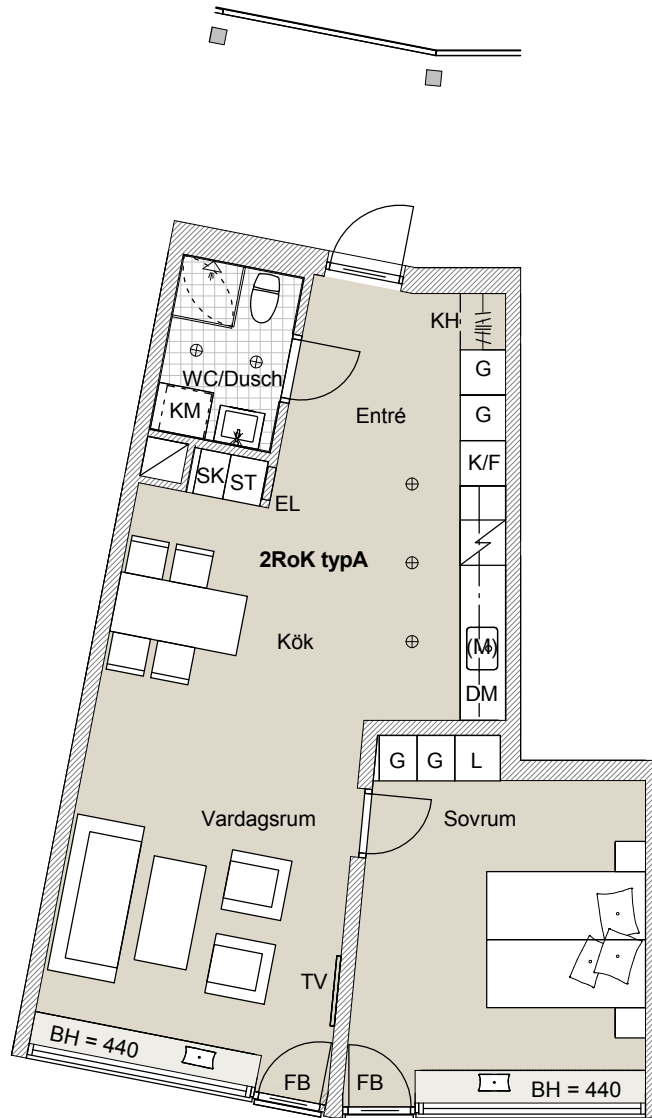 KH
G
WC/Dusch
KM
Entré
G
K/F
SK
ST
EL
2RoK typA
Kök
(M)
DM
G
G
L
Vardagsrum
Sovrum
TV
BH = 440
FB
FB
BH = 440